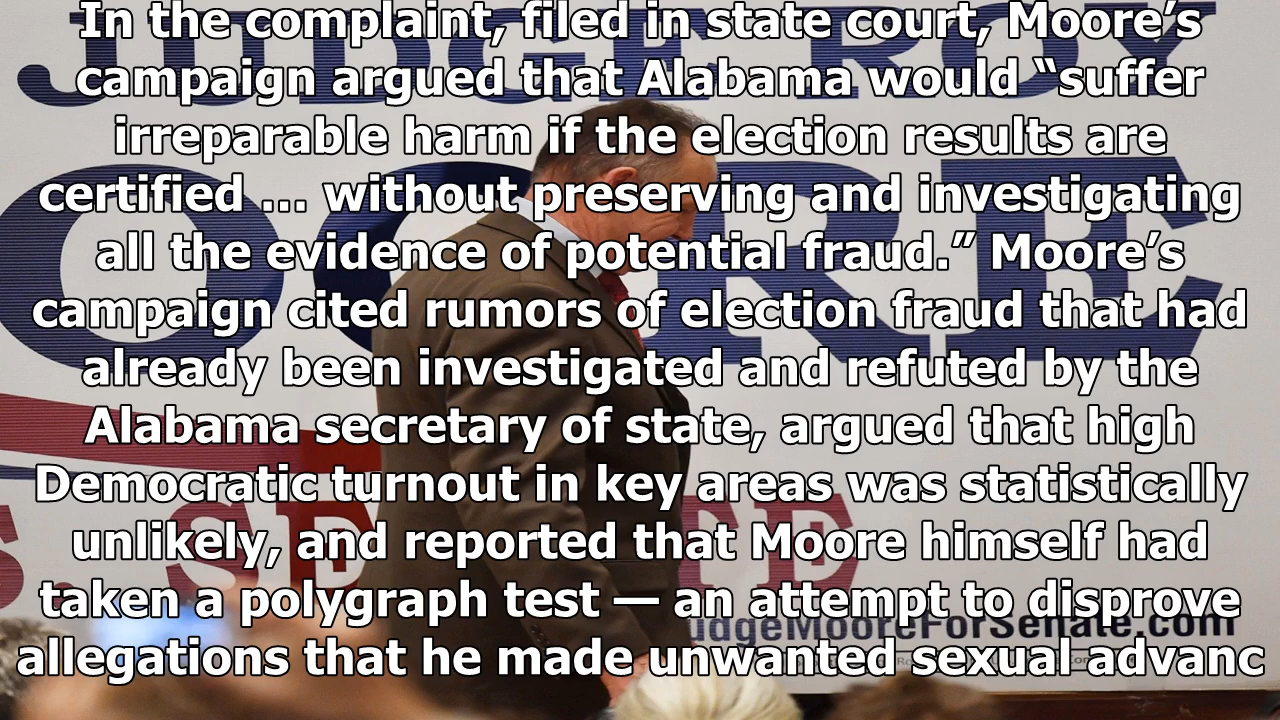 In the complaint, filed in state court, Moore’s
campaign argued that Alabama would “suffer
irreparable harm if the election results are
certified ... without preserving and investigating
all the evidence of potential fraud.” Moore’s
campaign cited rumors of election fraud that had
already been investigated and refuted by the
Alabama secretary of state, argued that high
Democratic turnout in key areas was statistically
unlikely, and reported that Moore himself had
taken a polygraph test — an attempt to disprove
allegations that he made unwanted sexual advanc
JUDGE ROY
udgeMooreForSenate.com